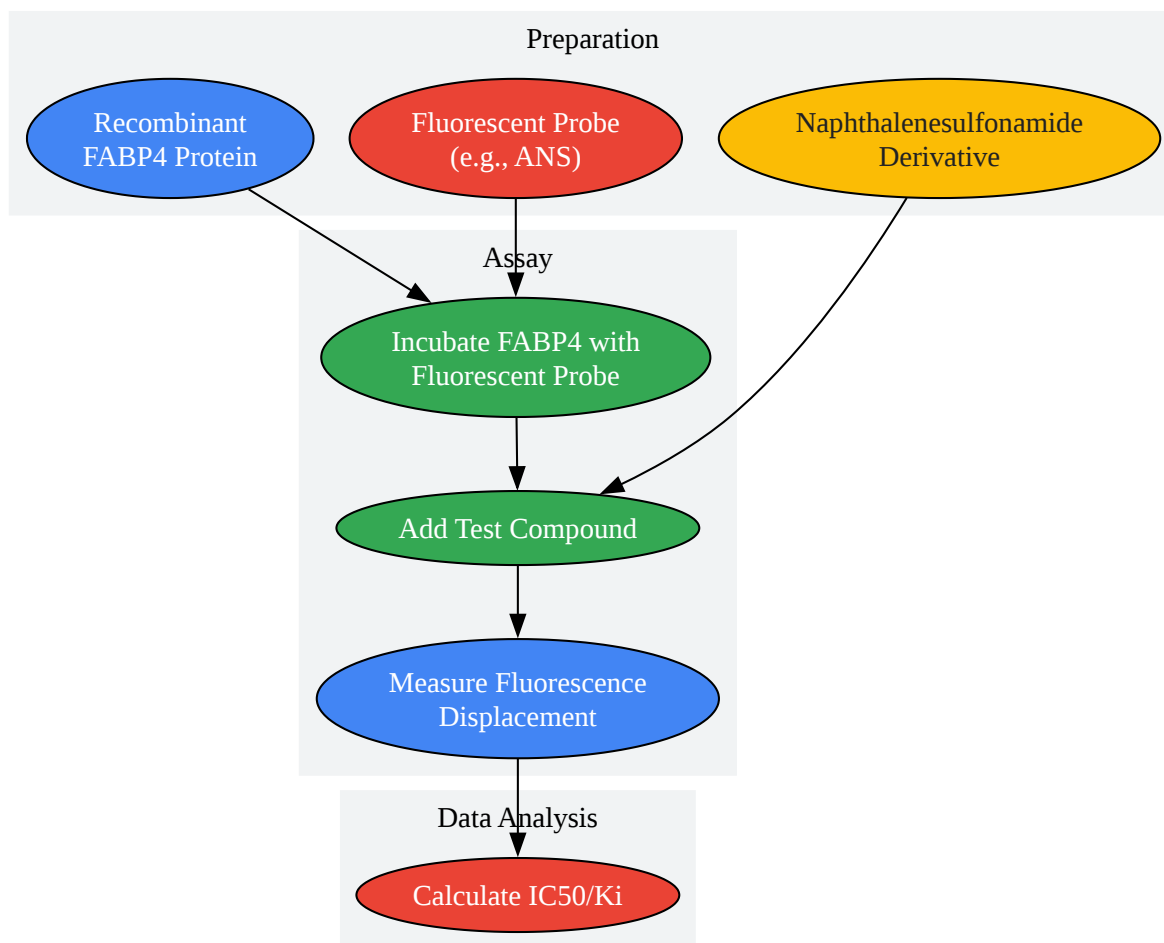 Preparation
Recombinant
FABP4 Protein
Fluorescent Probe
(e.g., ANS)
Naphthalenesulfonamide
Derivative
Assay
Incubate FABP4 with
Fluorescent Probe
Add Test Compound
Measure Fluorescence
Displacement
Data Analysis
Calculate IC50/Ki